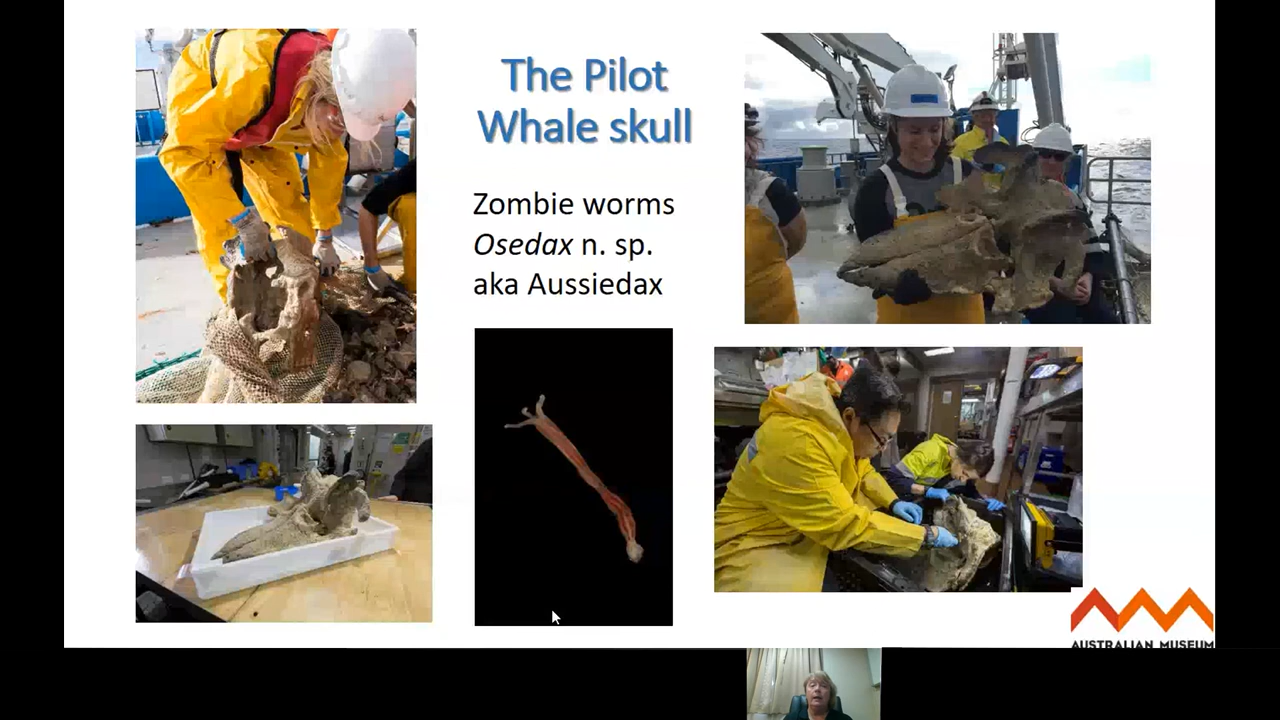 The Pilot
Whale skull
Zombie worms
Osedax n. sp.
aka Aussiedax
AUSTRALIAN MUSEUM